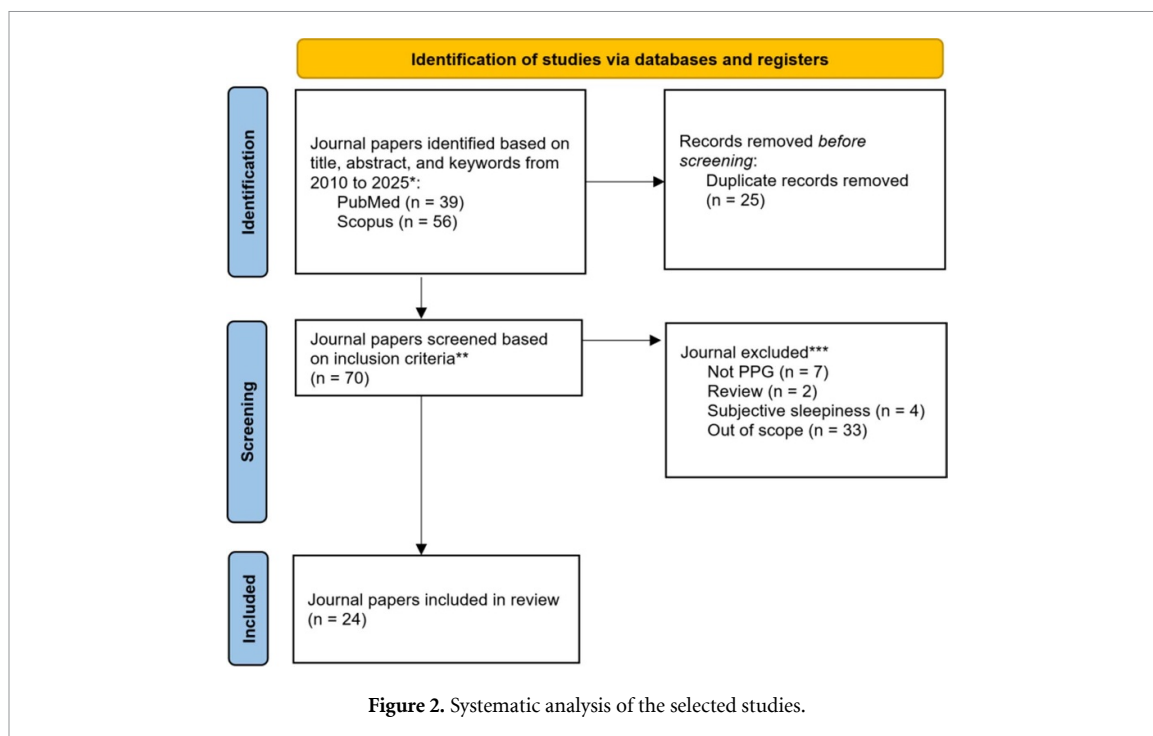 Identification of studies via databases and registers
Identification
Journal papers identified based on
title, abstract, and keywords from
2010 to 2025*:
PubMed (n = 39)
Scopus (n = 56)
Records removed before
screening:
Duplicate records removed
(n = 25)
Screening
Journal papers screened based
on inclusion criteria**
(n = 70)
Journal excluded***
Not PPG (n = 7)
Review (n = 2)
Subjective sleepiness (n = 4)
Out of scope (n = 33)
Included
Journal papers included in review
(n = 24)
Figure 2. Systematic analysis of the selected studies.